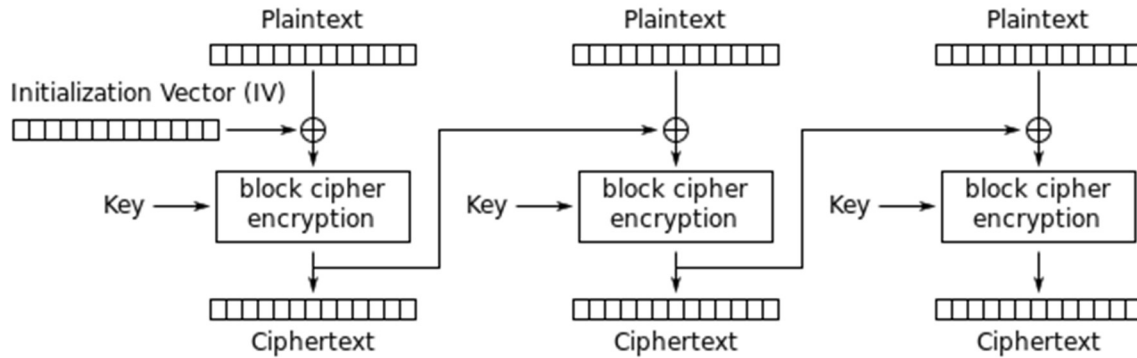 Plaintext
Plaintext
Plaintext
Initialization Vector (IV)
Key
block cipher
encryption
Key
block cipher
encryption
Key
block cipher
encryption
Ciphertext
Ciphertext
Ciphertext